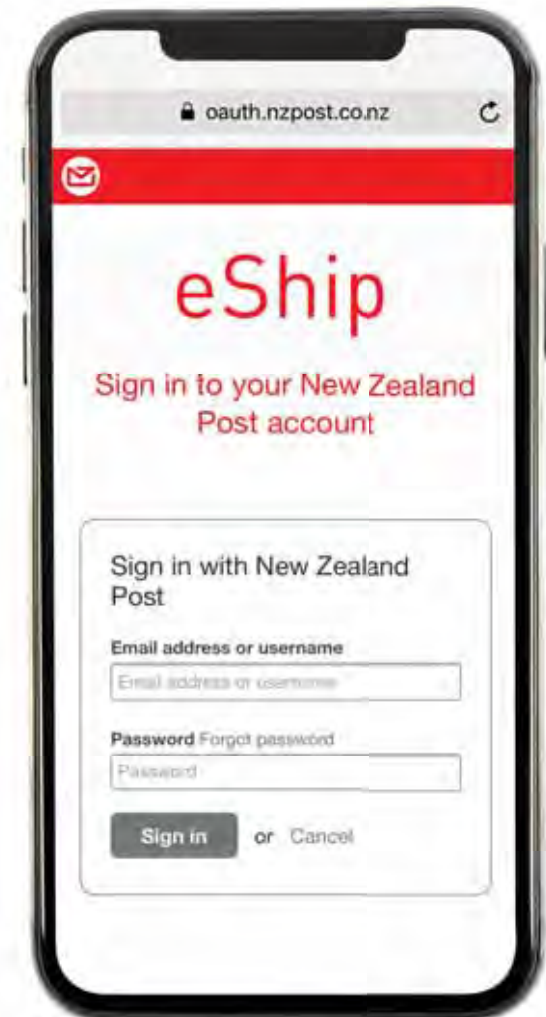 oauth.nzpost.co.nz
eShip
Sign in to your New Zealand
Post account
Sign in with New Zealand
Post
Email address or username
Email address or username
Password Forgot password
Password
Sign in or Cancel